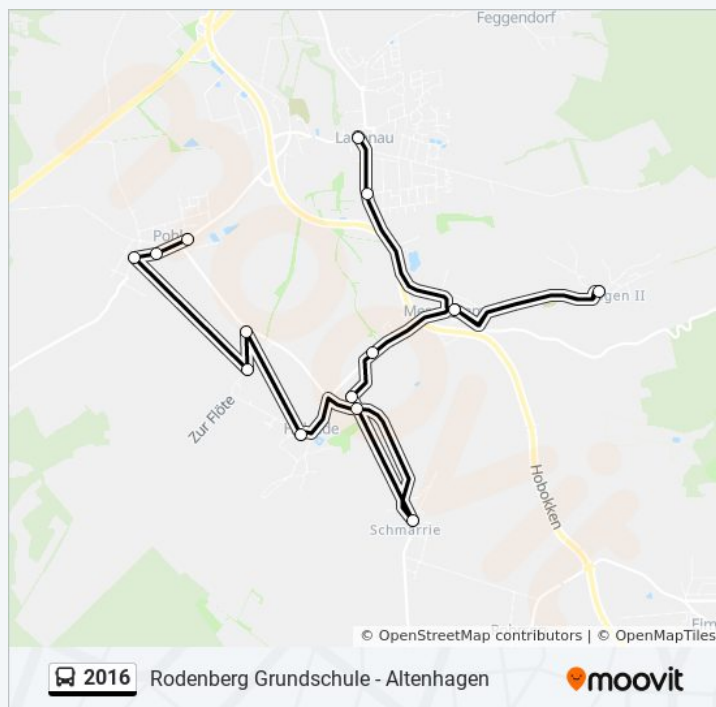 Feggendorf
Zur Flöte
Schmarrie
Hobokken
© OpenStreetMap contributors | © OpenMapTiles
2016 Rodenberg Grundschule - Altenhagen
moovit